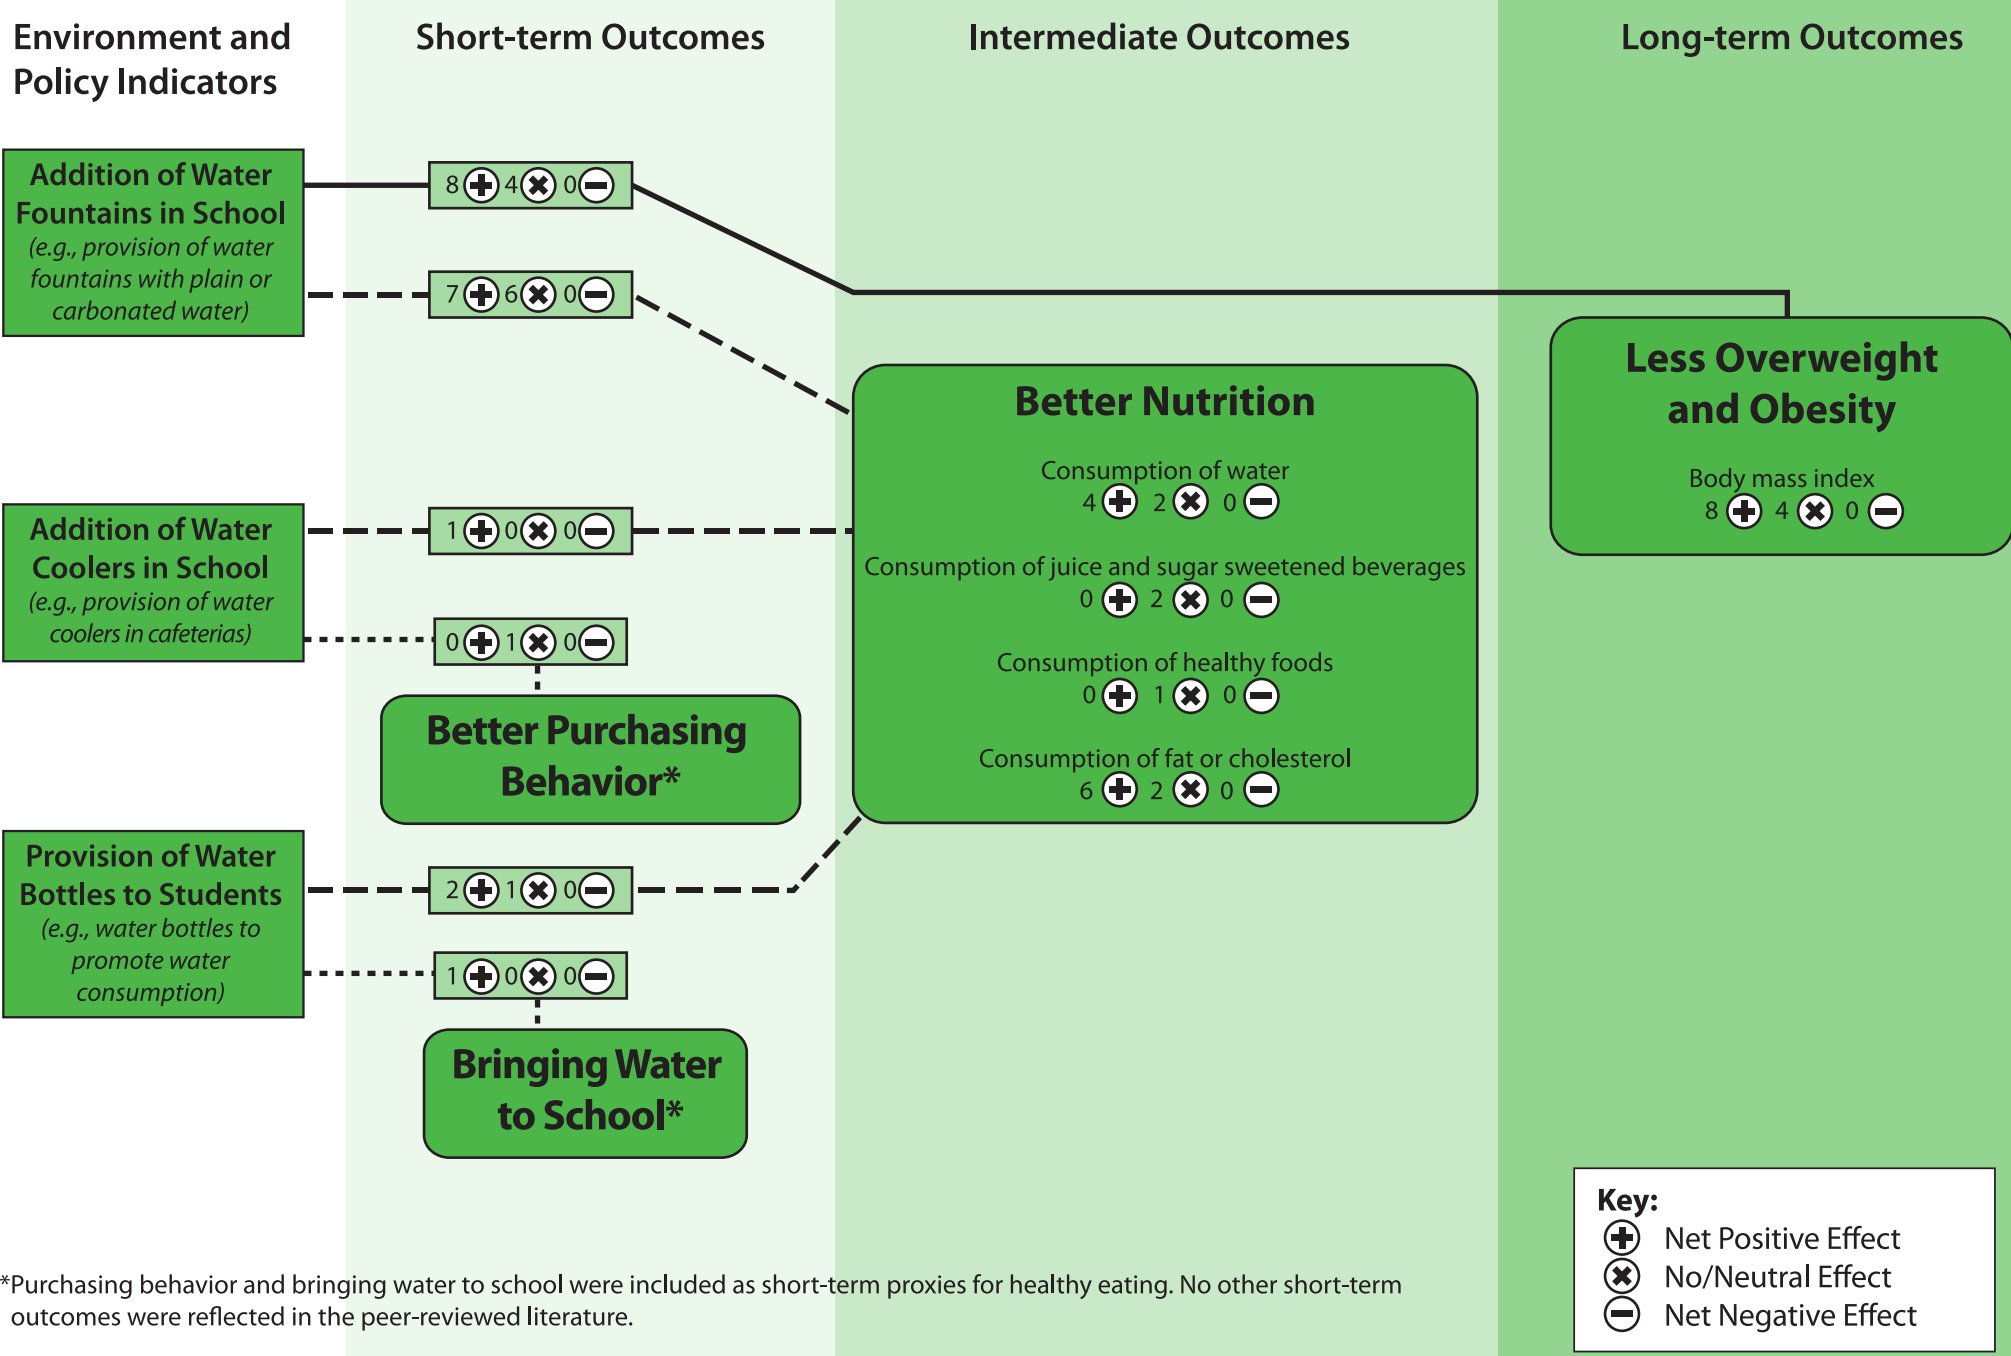 Environment and
Policy Indicators
Short-term Outcomes
Intermediate Outcomes
Long-term Outcomes
Addition of Water
Fountains in School
(e.g., provision of water
fountains with plain or
carbonated water)
8 4 0
7 6 0
Addition of Water
Coolers in School
(e.g., provision of water
coolers in cafeterias)
1 0 0
0 1 0
Better Purchasing
Behavior*
Provision of Water
Bottles to Students
(e.g., water bottles to
promote water
consumption)
2 1 0
1 0 0
Bringing Water
to School*
Better Nutrition
Consumption of water
4 2 0
Consumption of juice and sugar sweetened beverages
0 2 0
Consumption of healthy foods
0 1 0
Consumption of fat or cholesterol
6 2 0
Less Overweight
and Obesity
Body mass index
8 4 0
Key:
Net Positive Effect
No/Neutral Effect
Net Negative Effect
*Purchasing behavior and bringing water to school were included as short-term proxies for healthy eating. No other short-term
outcomes were reflected in the peer-reviewed literature.